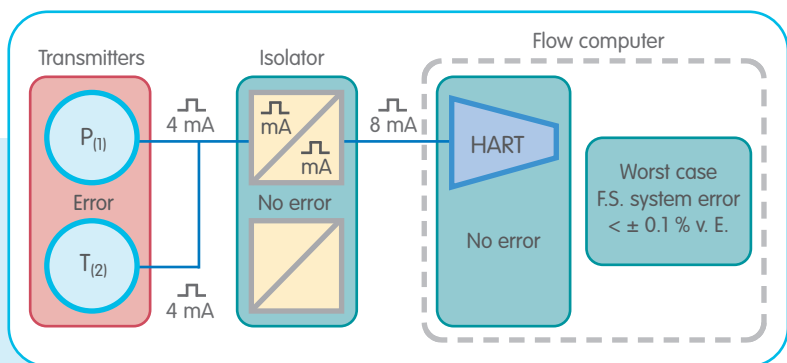 Transmitters
Isolator
Flow computer
P(1)
4 mA
mA
mA
8 mA
HART
Error
No error
No error
Worst case
F.S. system error
< ± 0.1 % v. E.
T(2)
4 mA